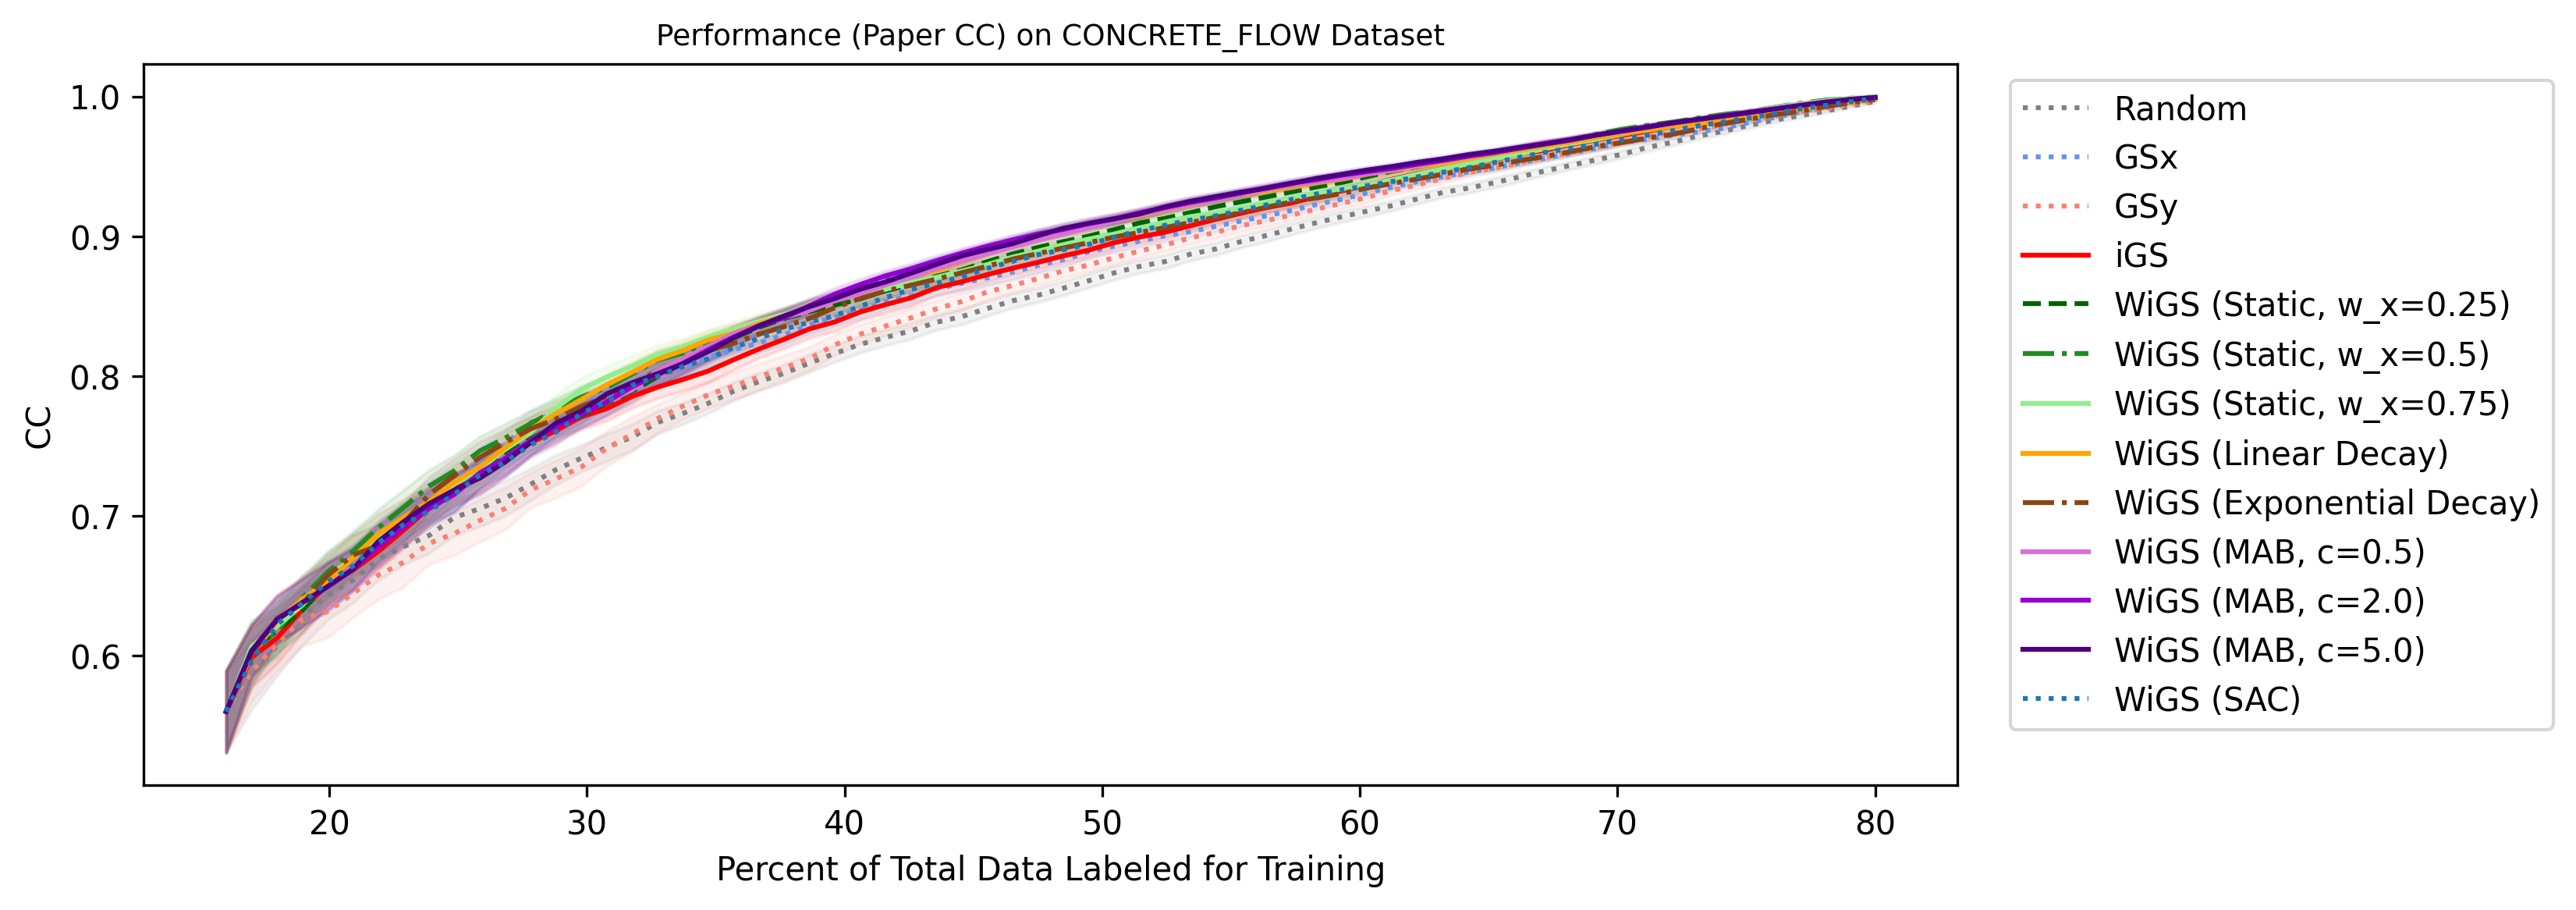 Performance (Paper CC) on CONCRETE_FLOW Dataset
1.0
0.9
0.8
0.7
0.6
CC
20 30 40 50 60 70 80
Percent of Total Data Labeled for Training
Random
GSx
GSy
iGS
WiGS (Static, w_x=0.25)
WiGS (Static, w_x=0.5)
WiGS (Static, w_x=0.75)
WiGS (Linear Decay)
WiGS (Exponential Decay)
WiGS (MAB, c=0.5)
WiGS (MAB, c=2.0)
WiGS (MAB, c=5.0)
WiGS (SAC)